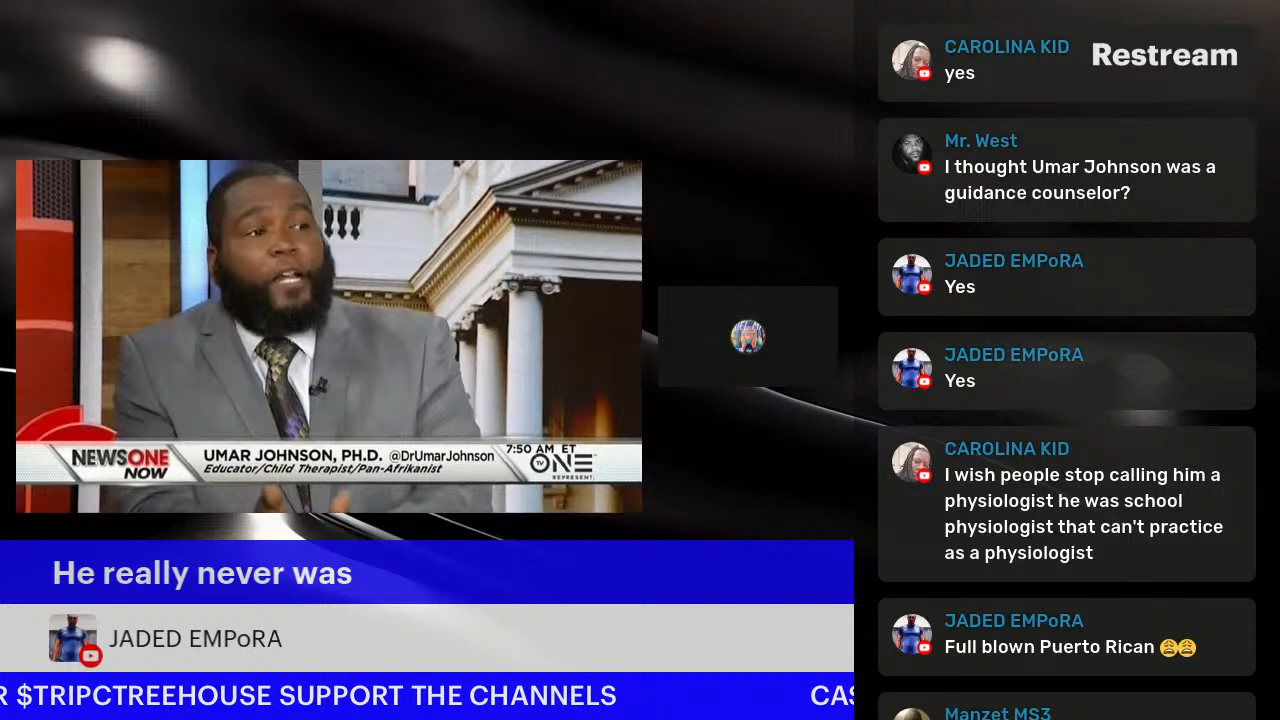 CAROLINA KID
Restream
yes
Mr. West
I thought Umar Johnson was a
guidance counselor?
JADED EMPoRA
Yes
JADED EMPoRA
Yes
CAROLINA KID
I wish people stop calling him a
physiologist he was school
physiologist that can't practice
as a physiologist
JADED EMPoRA
Full blown Puerto Rican 😩😩
Manzet MS3
NEWSONE
NOW
UMAR JOHNSON, PH.D. @DrUmarJohnson
Educator/Child Therapist/Pan-Afrikanist
7:50 AM ET
TV ONE
REPRESENT.
He really never was
JADED EMPoRA
R $TRIPCTREEHOUSE SUPPORT THE CHANNELS
CAS